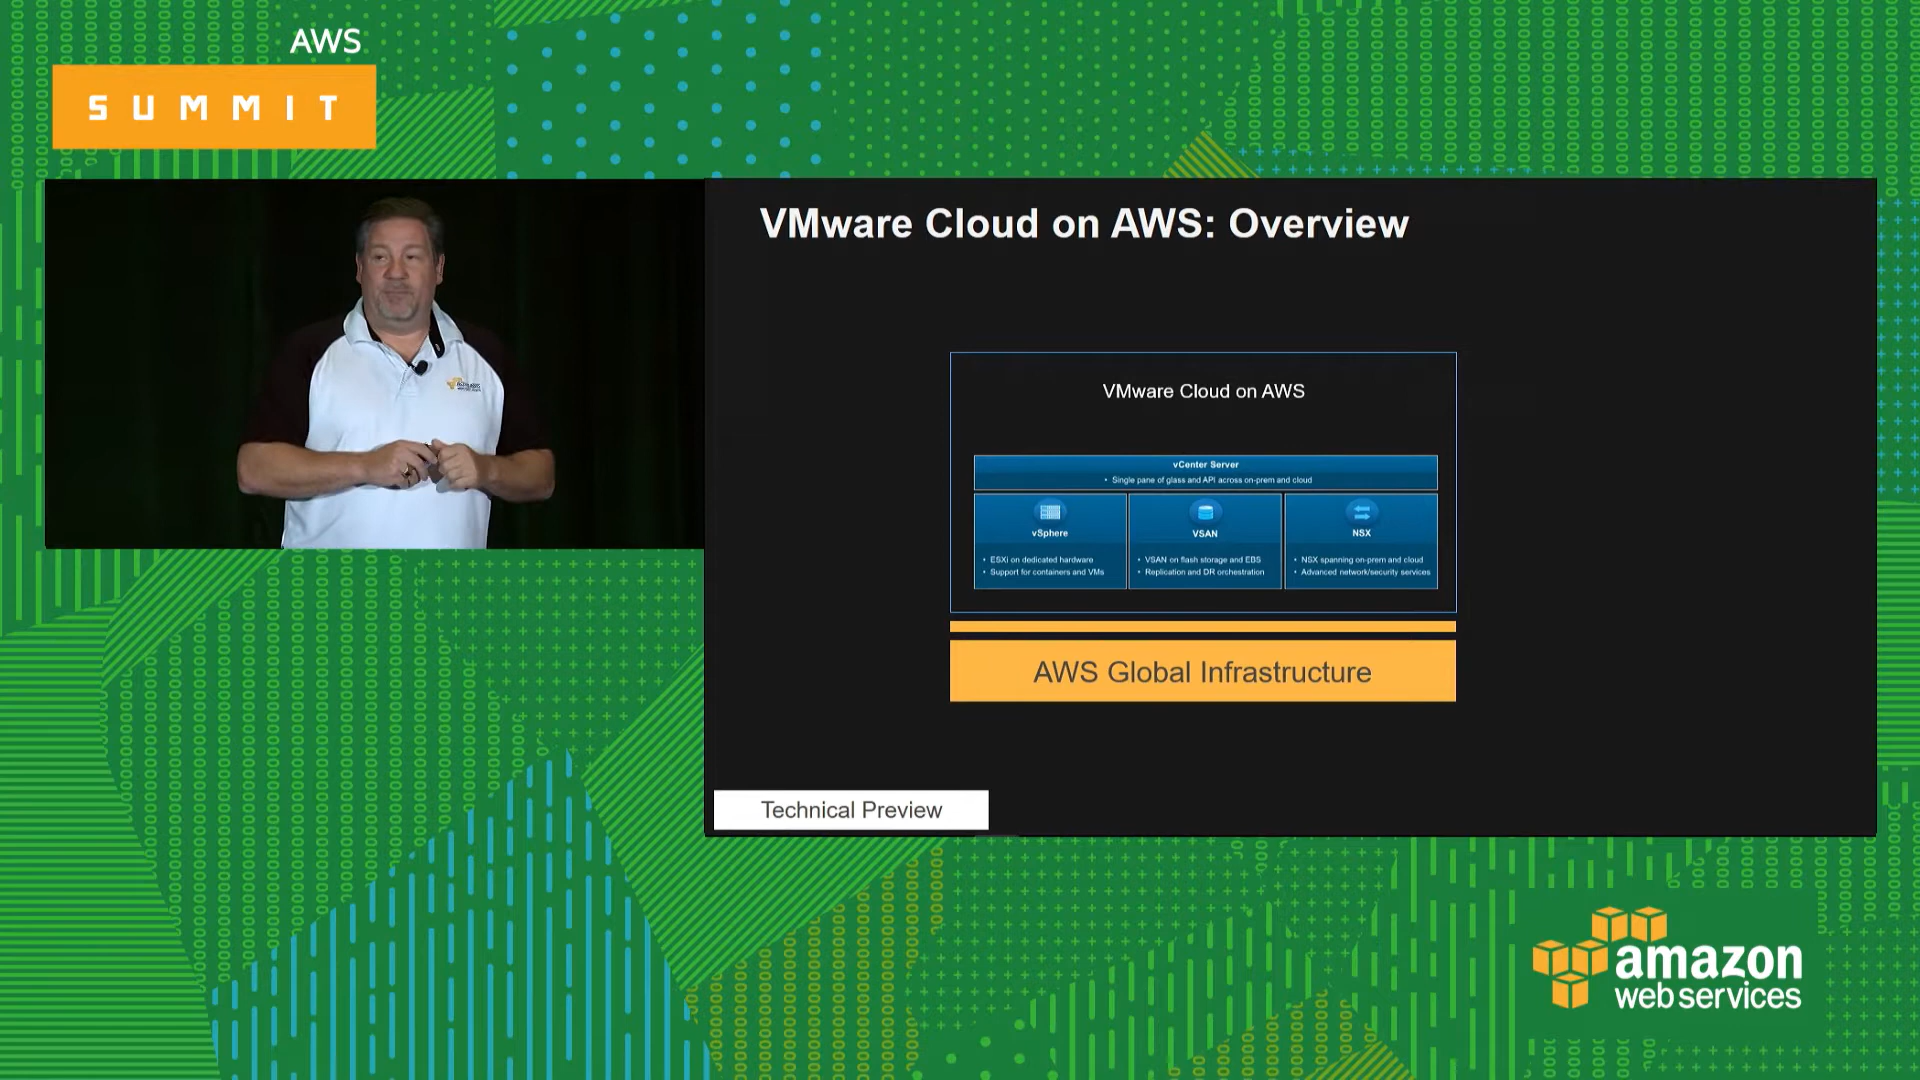 AWS
SUMMIT
VMware Cloud on AWS: Overview
VMware Cloud on AWS
vCenter Server
• Single pane of glass and API across on-prem and cloud
vSphere
• ESXi on dedicated hardware
• Support for containers and VMs
VSAN
• VSAN on flash storage and EBS
• Replication and DR orchestration
NSX
• NSX spanning on-prem and cloud
• Advanced network/security services
AWS Global Infrastructure
Technical Preview
amazon
web services